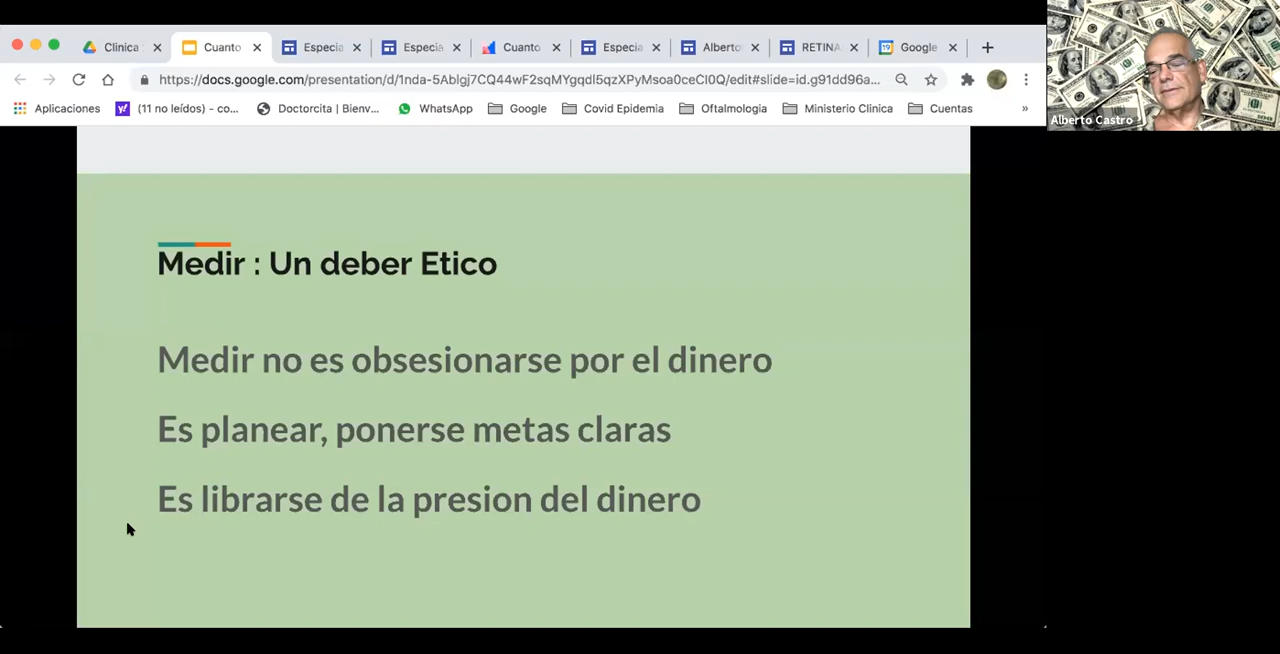 Clinica
Cuanto
Especia
Especia
Cuanto
Especia
Alberto
RETINA
Google
https://docs.google.com/presentation/d/1nda-5Ablgj7CQ44wF2sqMYgqdl5qzXPyMsoa0ceCl0Q/edit#slide=id.g91dd96a...
Aplicaciones
(11 no leídos) - co...
Doctorcita | Bienv...
WhatsApp
Google
Covid Epidemia
Oftalmologia
Ministerio Clinica
Cuentas
»
Alberto Castro
Medir : Un deber Etico
Medir no es obsesionarse por el dinero
Es planear, ponerse metas claras
Es librarse de la presion del dinero